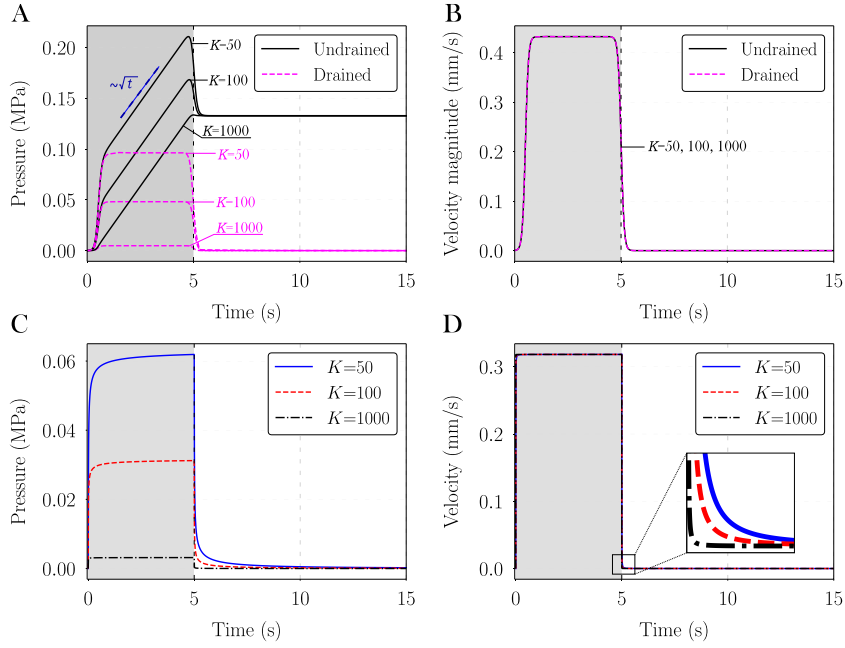 A
Pressure (MPa)
0.20
0.15
0.10
0.05
0.00
~√t
K=50
K=100
K=1000
K=50
K=100
K=1000
Undrained
Drained
0
5
10
15
Time (s)
B
Velocity magnitude (mm/s)
0.4
0.2
0.0
Undrained
Drained
K=50, 100, 1000
0
5
10
15
Time (s)
C
Pressure (MPa)
0.06
0.04
0.02
0.00
K=50
K=100
K=1000
0
5
10
15
Time (s)
D
Velocity (mm/s)
0.3
0.2
0.1
0.0
K=50
K=100
K=1000
0
5
10
15
Time (s)